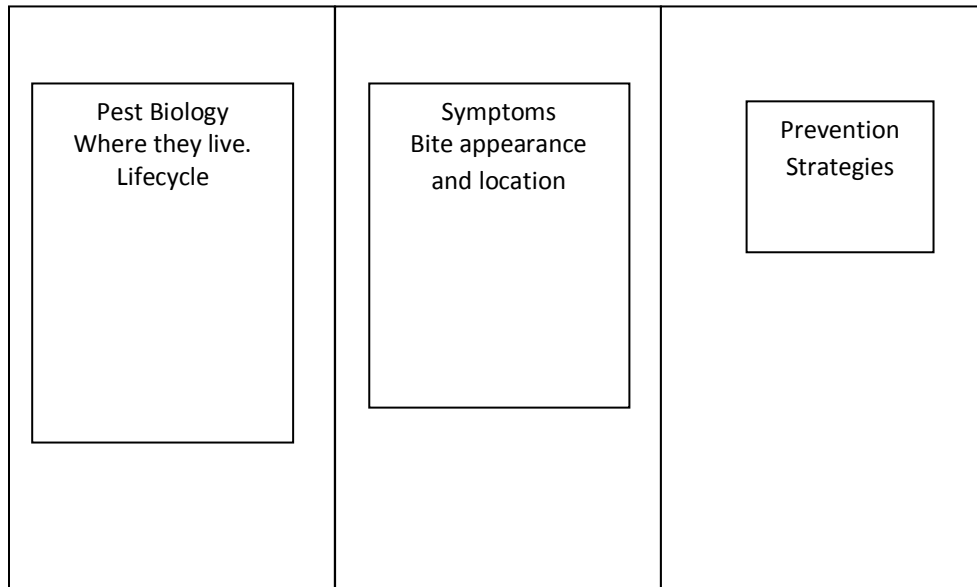 Pest Biology
Where they live.
Lifecycle
Symptoms
Bite appearance
and location
Prevention
Strategies